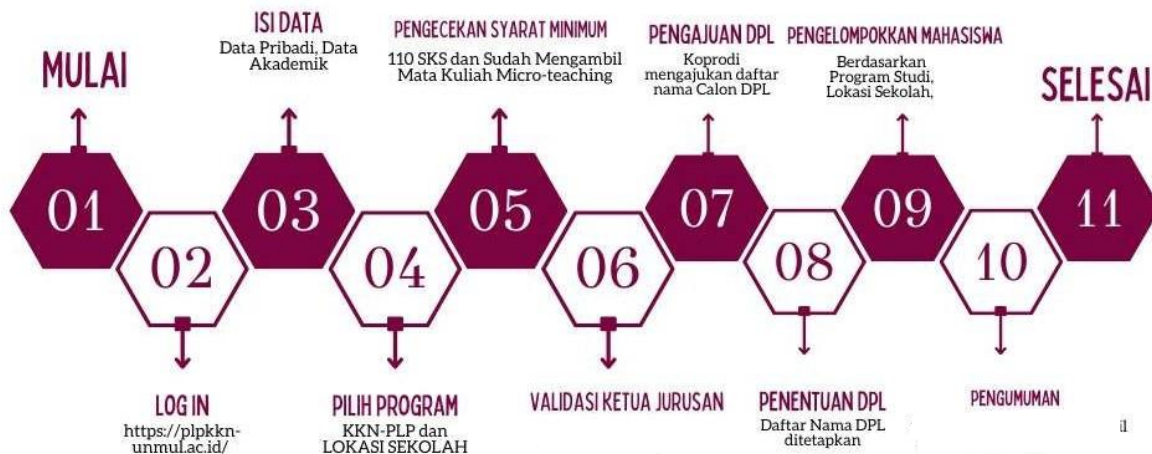 MULAI
01
02
LOG IN
https://plpkkn-
unmul.ac.id/
ISI DATA
Data Pribadi, Data
Akademik
03
04
PILIH PROGRAM
KKN-PLP dan
LOKASI SEKOLAH
PENGECEKAN SYARAT MINIMUM
110 SKS dan Sudah Mengambil
Mata Kuliah Micro-teaching
05
06
VALIDASI KETUA JURUSAN
PENGAJUAN DPL
Koprodi
mengajukan daftar
nama Calon DPL
07
08
PENENTUAN DPL
Daftar Nama DPL
ditetapkan
PENGELOMPOKKAN MAHASISWA
Berdasarkan
Program Studi,
Lokasi Sekolah,
09
10
PENGUMUMAN
SELESAI
11